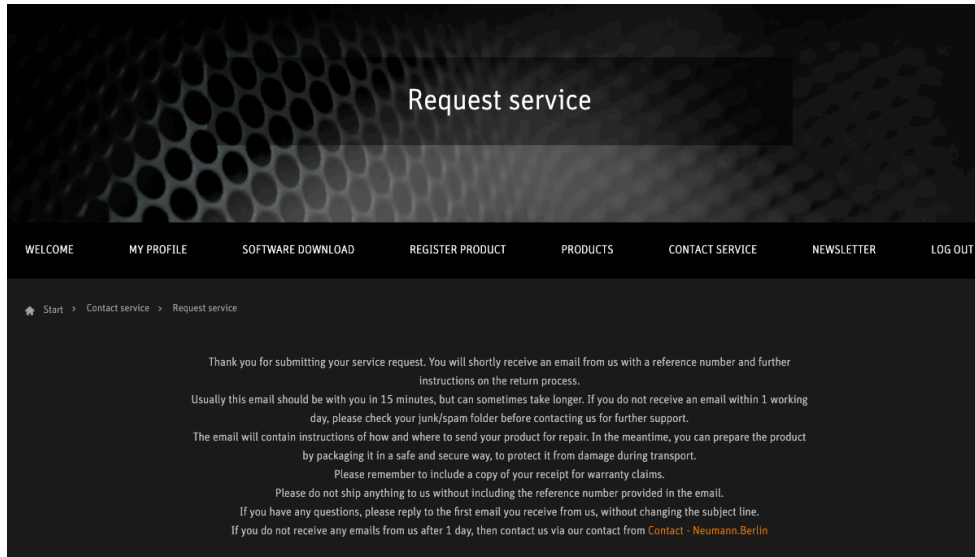 Request service
WELCOME MY PROFILE SOFTWARE DOWNLOAD REGISTER PRODUCT PRODUCTS CONTACT SERVICE NEWSLETTER LOG OUT
Start > Contact service > Request service
Thank you for submitting your service request. You will shortly receive an email from us with a reference number and further
instructions on the return process.
Usually this email should be with you in 15 minutes, but can sometimes take longer. If you do not receive an email within 1 working
day, please check your junk/spam folder before contacting us for further support.
The email will contain instructions of how and where to send your product for repair. In the meantime, you can prepare the product
by packaging it in a safe and secure way, to protect it from damage during transport.
Please remember to include a copy of your receipt for warranty claims.
Please do not ship anything to us without including the reference number provided in the email.
If you have any questions, please reply to the first email you receive from us, without changing the subject line.
If you do not receive any emails from us after 1 day, then contact us via our contact from Contact - Neumann.Berlin